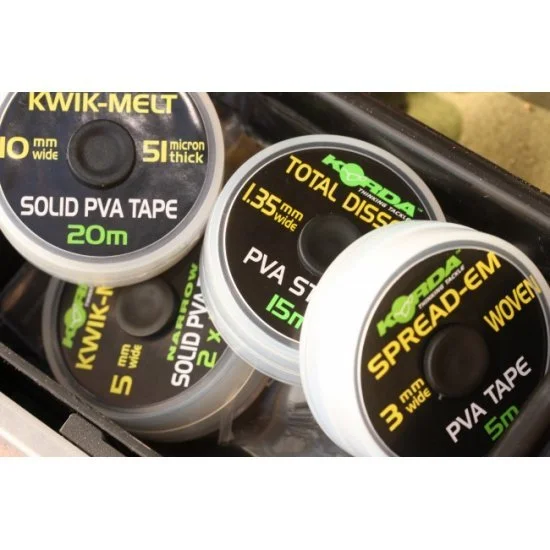 KWIK-MELT
10 mm wide
51 micron thick
SOLID PVA TAPE
20m
KORDA
KWIK-M
5 mm wide
NARROW
SOLID PVA
2 x
KORDA
THINKING TACKLE
TOTAL DISSO
1.35 mm wide
PVA ST
15m
KORDA
THINKING TACKLE
SPREAD-EM
WOVEN
3 mm wide
PVA TAPE
5m